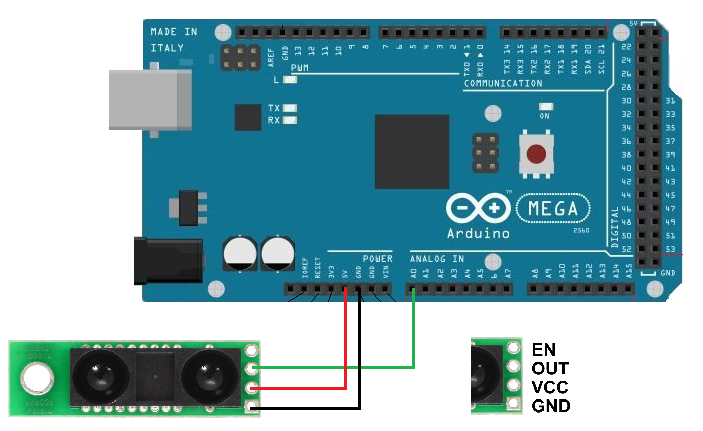 MADE IN
ITALY
AREF
GND
13
12
11
10
9
8
7
6
5
4
3
2
TX0 ◄ 1
RX0 ► 0
TX3 14
RX3 15
TX2 16
RX2 17
TX1 18
RX1 19
SDA 20
SCL 21
5V
PWM
L
COMMUNICATION
TX
RX
ON
22
24
26
28
30 31
32 33
34 35
36 37
38 39
40 41
42 43
44 45
46 47
48 49
50 51
52 53
GND
DIGITAL
Arduino
™
MEGA
2560
POWER
ANALOG IN
IOREF
RESET
3V3
5V
GND
GND
VIN
A0
A1
A2
A3
A4
A5
6
A7
A8
A9
A10
A11
A12
A13
A14
A15
EN
OUT
VCC
GND